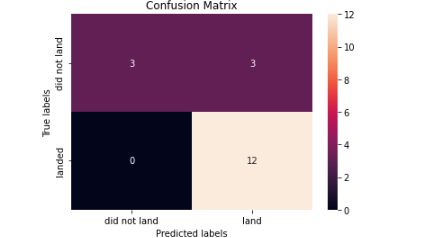 Confusion Matrix
True labels
did not land
landed
3
3
0
12
did not land
land
Predicted labels
12
10
8
6
4
2
0